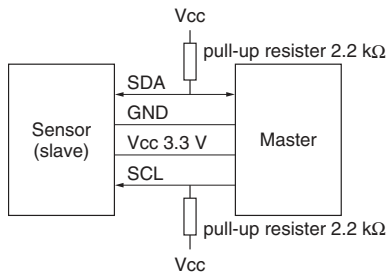 Vcc
pull-up resister 2.2 kΩ
SDA
GND
Sensor
(slave)
Vcc 3.3 V
Master
SCL
pull-up resister 2.2 kΩ
Vcc